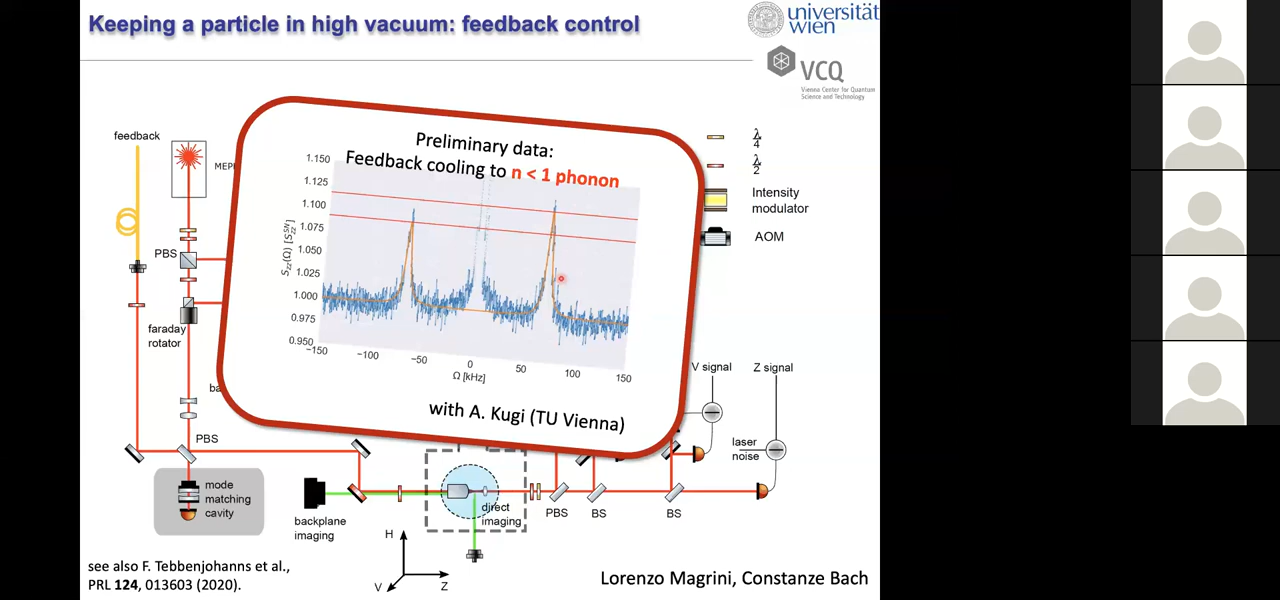 Keeping a particle in high vacuum: feedback control
universität
wien
VCQ
Vienna Center for Quantum
Science and Technology
feedback
PBS
faraday
rotator
PBS
mode
matching
cavity
Preliminary data:
Feedback cooling to n < 1 phonon
1.150
1.125
1.100
1.075
1.050
1.025
1.000
0.975
0.950
−150
−100
−50
0
50
100
150
Ω [kHz]
with A. Kugi (TU Vienna)
λ
4
λ
2
Intensity
modulator
AOM
V signal
Z signal
laser
noise
backplane
imaging
direct
imaging
PBS
BS
BS
H
V
Z
see also F. Tebbenjohanns et al.,
PRL 124, 013603 (2020).
Lorenzo Magrini, Constanze Bach